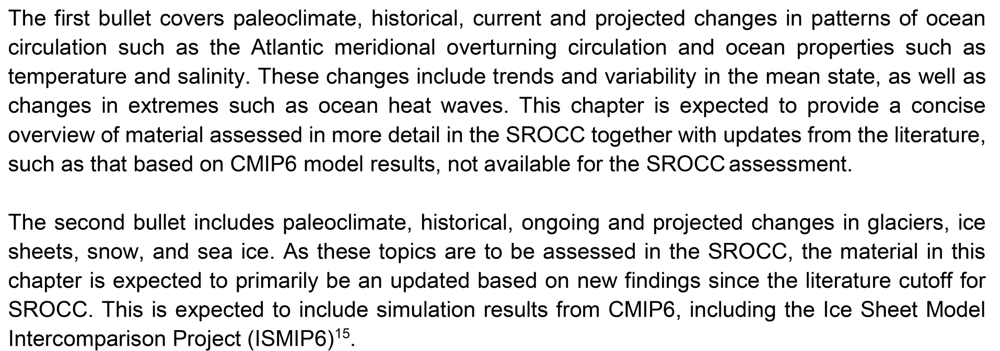 The first bullet covers paleoclimate, historical, current and projected changes in patterns of ocean
circulation such as the Atlantic meridional overturning circulation and ocean properties such as
temperature and salinity. These changes include trends and variability in the mean state, as well as
changes in extremes such as ocean heat waves. This chapter is expected to provide a concise
overview of material assessed in more detail in the SROCC together with updates from the literature,
such as that based on CMIP6 model results, not available for the SROCC assessment.
The second bullet includes paleoclimate, historical, ongoing and projected changes in glaciers, ice
sheets, snow, and sea ice. As these topics are to be assessed in the SROCC, the material in this
chapter is expected to primarily be an updated based on new findings since the literature cutoff for
SROCC. This is expected to include simulation results from CMIP6, including the Ice Sheet Model
Intercomparison Project (ISMIP6)¹⁵.